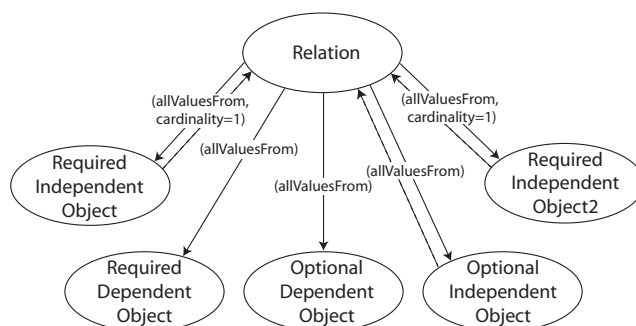 Relation
(allValuesFrom,
cardinality=1)
(allValuesFrom,
cardinality=1)
(allValuesFrom)
(allValuesFrom)
(allValuesFrom)
Required
Independent
Object
Required
Independent
Object2
Required
Dependent
Object
Optional
Dependent
Object
Optional
Independent
Object